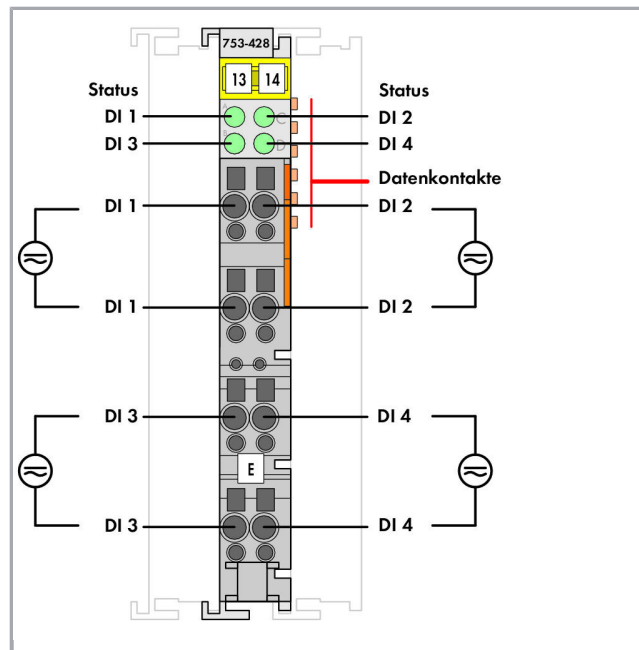 753-428
13 14
Status Status
A C
DI 1 DI 2
B D
DI 3 DI 4
Datenkontakte
DI 1 DI 2
DI 1 DI 2
DI 3 DI 4
E
DI 3 DI 4